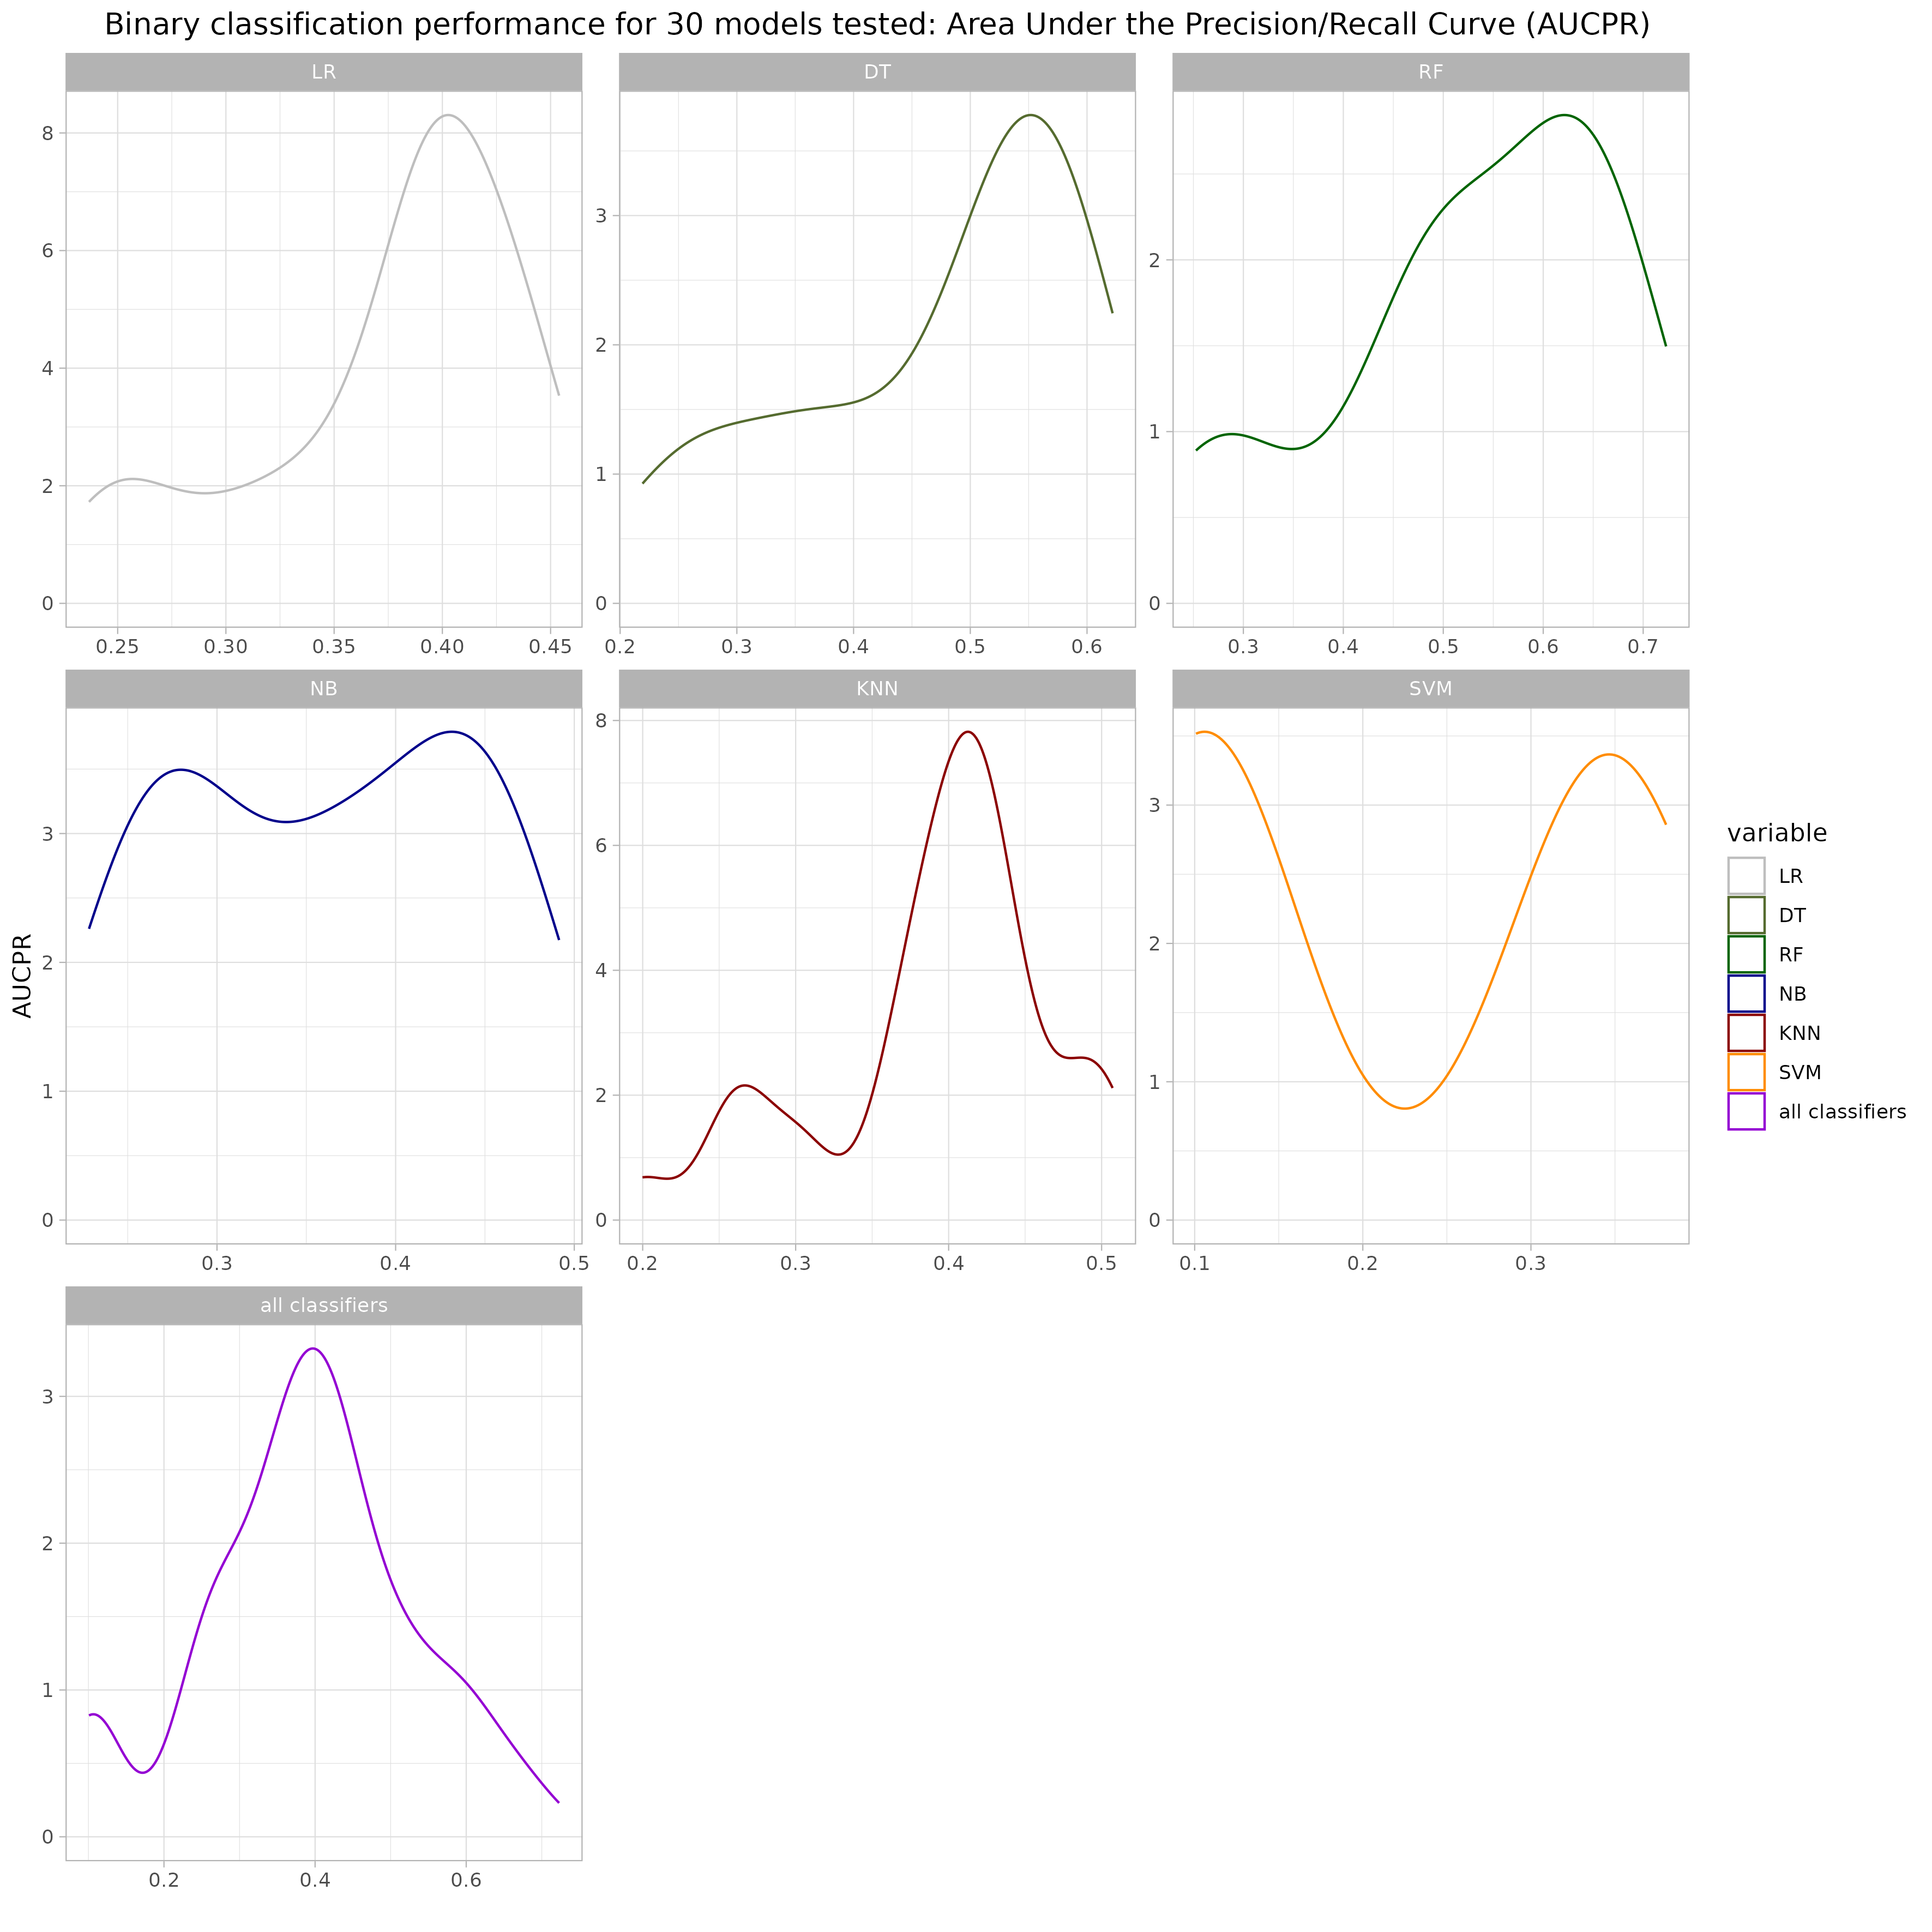 Binary classification performance for 30 models tested: Area Under the Precision/Recall Curve (AUCPR)
LR
DT
RF
8
6
4
2
0
0.25 0.30 0.35 0.40 0.45
3
2
1
0
0.2 0.3 0.4 0.5 0.6
2
1
0
0.3 0.4 0.5 0.6 0.7
NB
KNN
SVM
AUCPR
3
2
1
0
0.3 0.4 0.5
8
6
4
2
0
0.2 0.3 0.4 0.5
3
2
1
0
0.1 0.2 0.3
all classifiers
3
2
1
0
0.2 0.4 0.6
variable
LR
DT
RF
NB
KNN
SVM
all classifiers